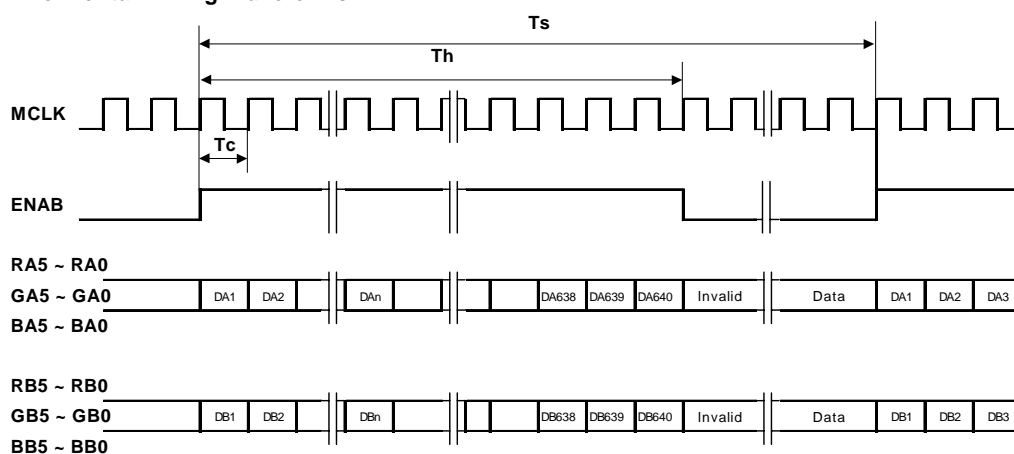 Ts
Th
MCLK
Tc
ENAB
RA5 ~ RA0
GA5 ~ GA0 DA1 DA2 DAn DA638 DA639 DA640 Invalid Data DA1 DA2 DA3
BA5 ~ BA0
RB5 ~ RB0
GB5 ~ GB0 DB1 DB2 DBn DB638 DB639 DB640 Invalid Data DB1 DB2 DB3
BB5 ~ BB0